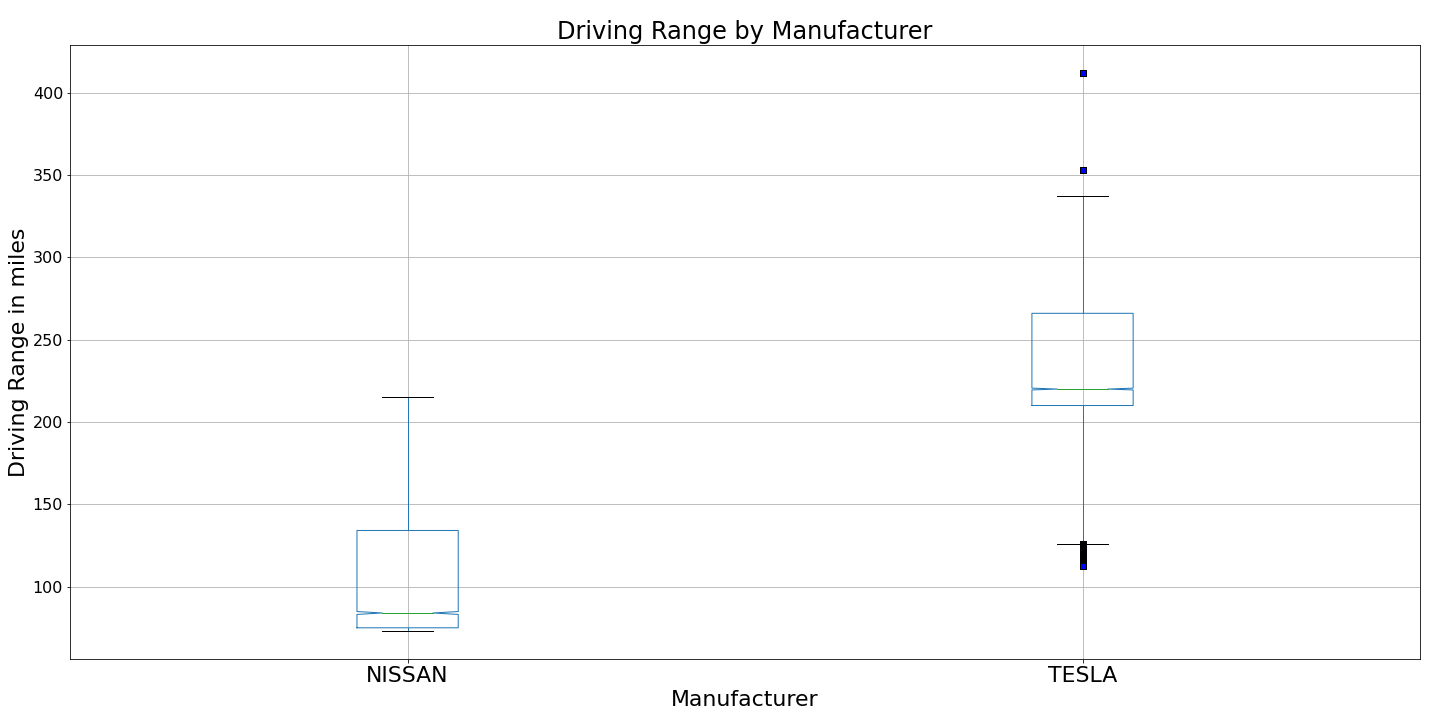 Driving Range by Manufacturer
Driving Range in miles
400
350
300
250
200
150
100
NISSAN
TESLA
Manufacturer